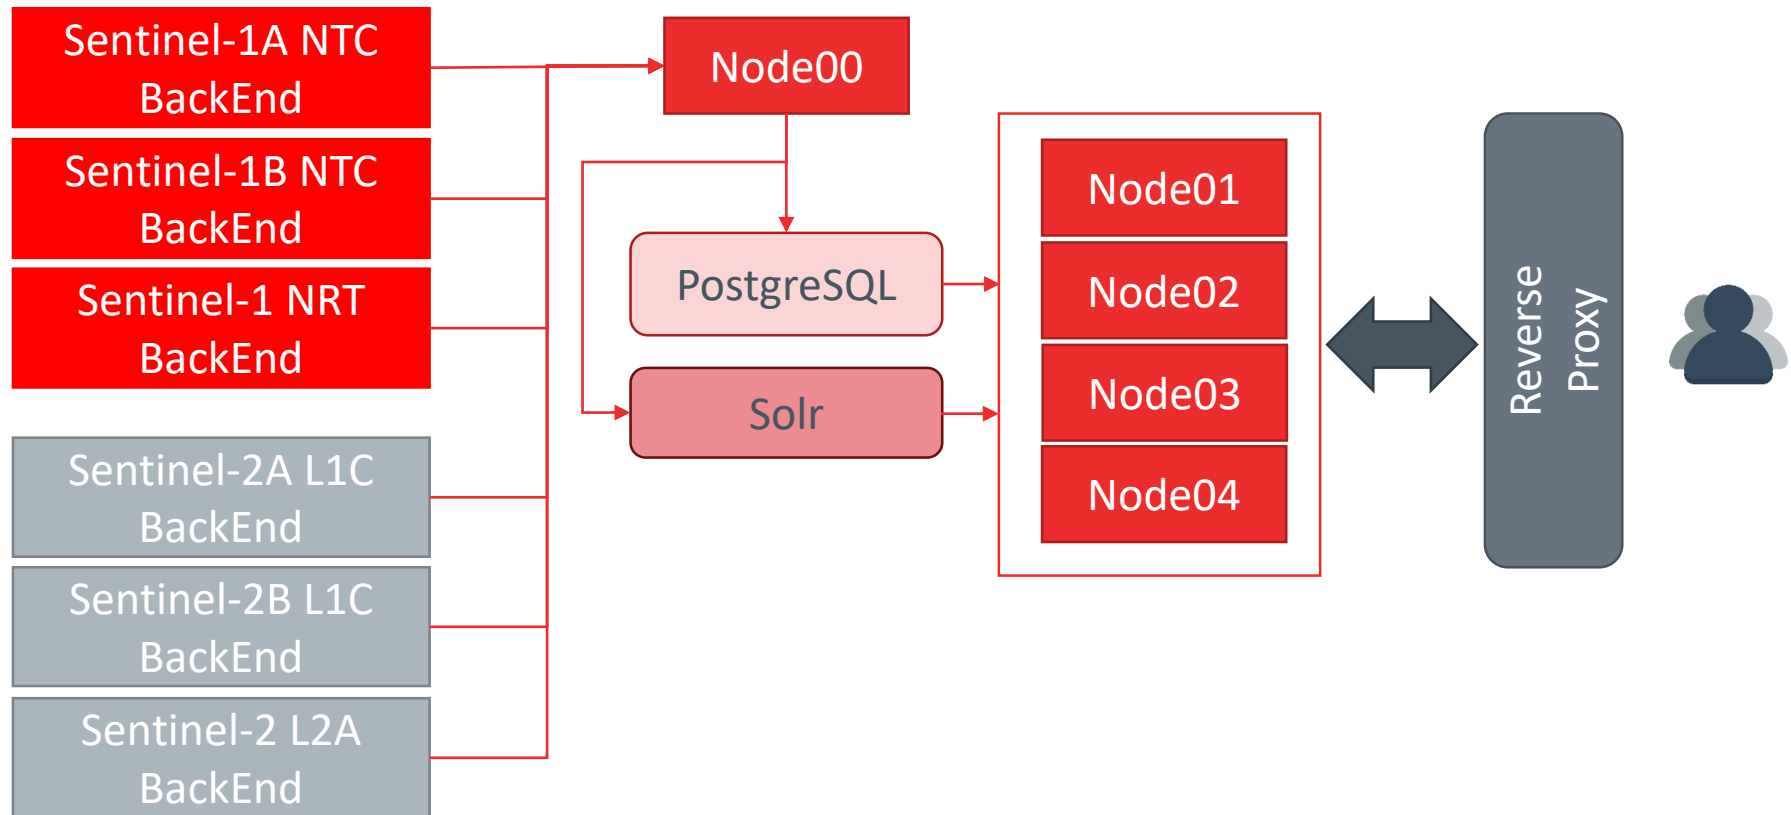 Sentinel-1A NTC
BackEnd
Sentinel-1B NTC
BackEnd
Sentinel-1 NRT
BackEnd
Sentinel-2A L1C
BackEnd
Sentinel-2B L1C
BackEnd
Sentinel-2 L2A
BackEnd
Node00
PostgreSQL
Solr
Node01
Node02
Node03
Node04
Reverse
Proxy